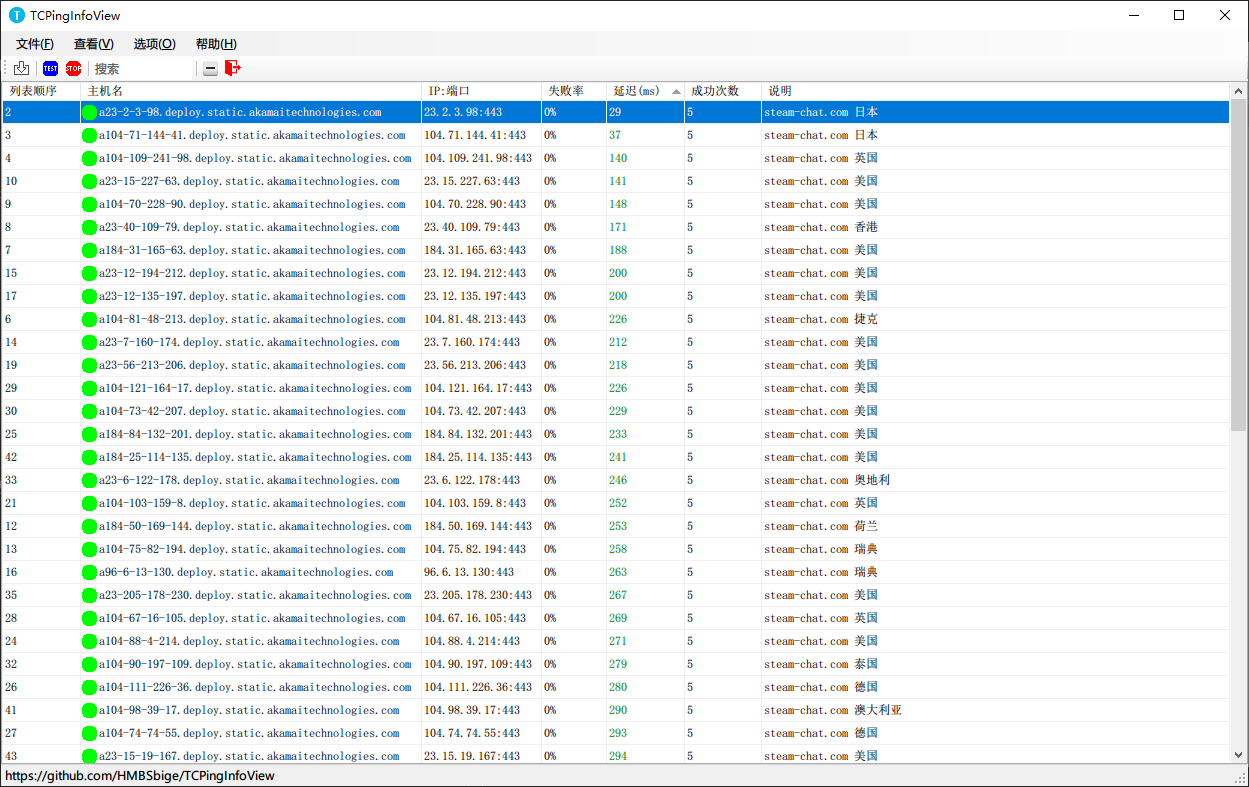 TCPingInfoView
文件(F) 查看(V) 选项(O) 帮助(H)
TEST STOP 搜索
列表顺序 主机名 IP:端口 失败率 延迟(ms) 成功次数 说明
2 a23-2-3-98.deploy.static.akamaitechnologies.com 23.2.3.98:443 0% 29 5 steam-chat.com 日本
3 a104-71-144-41.deploy.static.akamaitechnologies.com 104.71.144.41:443 0% 37 5 steam-chat.com 日本
4 a104-109-241-98.deploy.static.akamaitechnologies.com 104.109.241.98:443 0% 140 5 steam-chat.com 英国
10 a23-15-227-63.deploy.static.akamaitechnologies.com 23.15.227.63:443 0% 141 5 steam-chat.com 美国
9 a104-70-228-90.deploy.static.akamaitechnologies.com 104.70.228.90:443 0% 148 5 steam-chat.com 美国
8 a23-40-109-79.deploy.static.akamaitechnologies.com 23.40.109.79:443 0% 171 5 steam-chat.com 香港
7 a184-31-165-63.deploy.static.akamaitechnologies.com 184.31.165.63:443 0% 188 5 steam-chat.com 美国
15 a23-12-194-212.deploy.static.akamaitechnologies.com 23.12.194.212:443 0% 200 5 steam-chat.com 美国
17 a23-12-135-197.deploy.static.akamaitechnologies.com 23.12.135.197:443 0% 200 5 steam-chat.com 美国
6 a104-81-48-213.deploy.static.akamaitechnologies.com 104.81.48.213:443 0% 226 5 steam-chat.com 捷克
14 a23-7-160-174.deploy.static.akamaitechnologies.com 23.7.160.174:443 0% 212 5 steam-chat.com 美国
19 a23-56-213-206.deploy.static.akamaitechnologies.com 23.56.213.206:443 0% 218 5 steam-chat.com 美国
29 a104-121-164-17.deploy.static.akamaitechnologies.com 104.121.164.17:443 0% 226 5 steam-chat.com 美国
30 a104-73-42-207.deploy.static.akamaitechnologies.com 104.73.42.207:443 0% 229 5 steam-chat.com 美国
25 a184-84-132-201.deploy.static.akamaitechnologies.com 184.84.132.201:443 0% 233 5 steam-chat.com 美国
42 a184-25-114-135.deploy.static.akamaitechnologies.com 184.25.114.135:443 0% 241 5 steam-chat.com 美国
33 a23-6-122-178.deploy.static.akamaitechnologies.com 23.6.122.178:443 0% 246 5 steam-chat.com 奥地利
21 a104-103-159-8.deploy.static.akamaitechnologies.com 104.103.159.8:443 0% 252 5 steam-chat.com 英国
12 a184-50-169-144.deploy.static.akamaitechnologies.com 184.50.169.144:443 0% 253 5 steam-chat.com 荷兰
13 a104-75-82-194.deploy.static.akamaitechnologies.com 104.75.82.194:443 0% 258 5 steam-chat.com 瑞典
16 a96-6-13-130.deploy.static.akamaitechnologies.com 96.6.13.130:443 0% 263 5 steam-chat.com 瑞典
35 a23-205-178-230.deploy.static.akamaitechnologies.com 23.205.178.230:443 0% 267 5 steam-chat.com 美国
28 a104-67-16-105.deploy.static.akamaitechnologies.com 104.67.16.105:443 0% 269 5 steam-chat.com 英国
24 a104-88-4-214.deploy.static.akamaitechnologies.com 104.88.4.214:443 0% 271 5 steam-chat.com 美国
32 a104-90-197-109.deploy.static.akamaitechnologies.com 104.90.197.109:443 0% 279 5 steam-chat.com 泰国
26 a104-111-226-36.deploy.static.akamaitechnologies.com 104.111.226.36:443 0% 280 5 steam-chat.com 德国
41 a104-98-39-17.deploy.static.akamaitechnologies.com 104.98.39.17:443 0% 290 5 steam-chat.com 澳大利亚
27 a104-74-74-55.deploy.static.akamaitechnologies.com 104.74.74.55:443 0% 293 5 steam-chat.com 德国
43 a23-15-19-167.deploy.static.akamaitechnologies.com 23.15.19.167:443 0% 294 5 steam-chat.com 美国
https://github.com/HMBSbige/TCPingInfoView